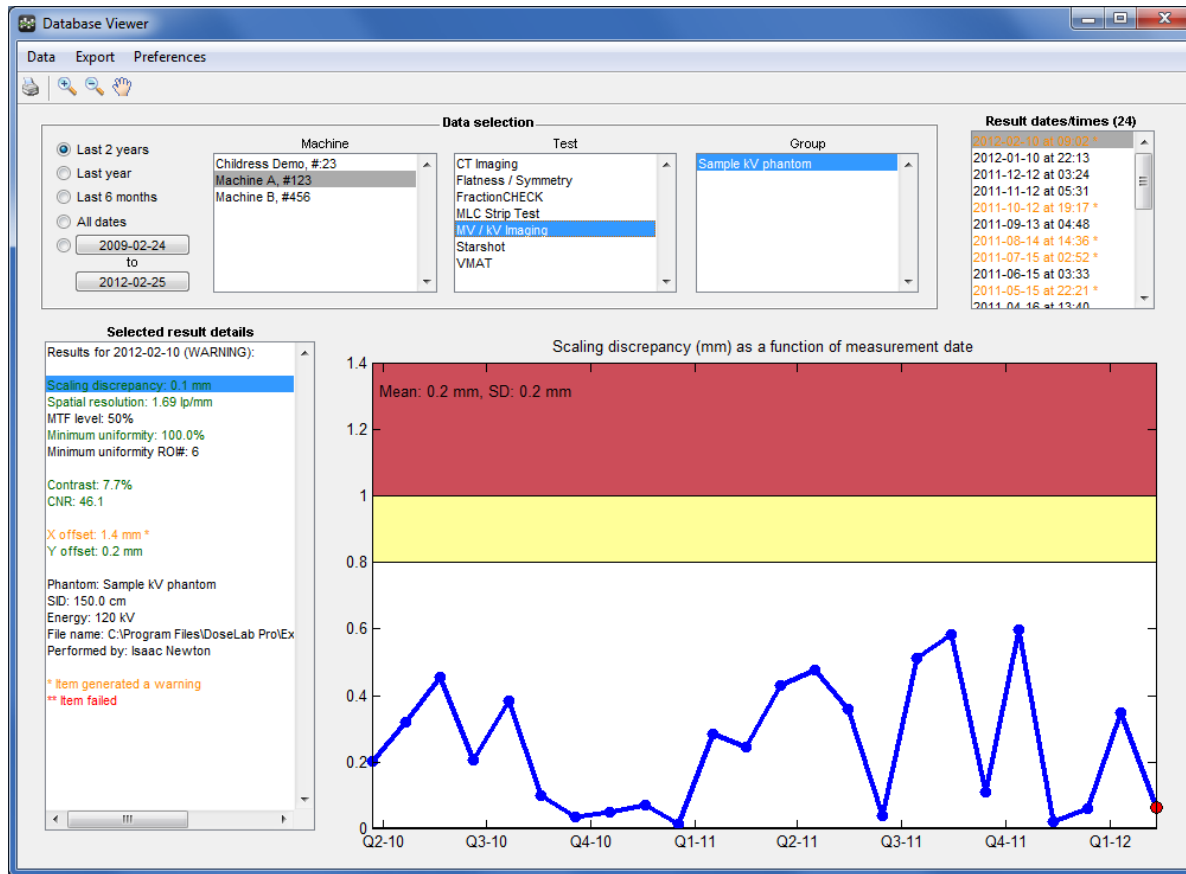 Database Viewer
Data Export Preferences
Data selection
Last 2 years
Last year
Last 6 months
All dates
2009-02-24
to
2012-02-25
Machine
Childress Demo, #:23
Machine A, #123
Machine B, #456
Test
CT Imaging
Flatness / Symmetry
FractionCHECK
MLC Strip Test
MV / kV Imaging
Starshot
VMAT
Group
Sample kV phantom
Result dates/times (24)
2012-02-10 at 09:02 *
2012-01-10 at 22:13
2011-12-12 at 03:24
2011-11-12 at 05:31
2011-10-12 at 19:17 *
2011-09-13 at 04:48
2011-08-14 at 14:36 *
2011-07-15 at 02:52 *
2011-06-15 at 03:33
2011-05-15 at 22:21 *
2011-04-16 at 13:40
Selected result details
Results for 2012-02-10 (WARNING):
Scaling discrepancy: 0.1 mm
Spatial resolution: 1.69 lp/mm
MTF level: 50%
Minimum uniformity: 100.0%
Minimum uniformity ROI#: 6
Contrast: 7.7%
CNR: 46.1
X offset: 1.4 mm *
Y offset: 0.2 mm
Phantom: Sample kV phantom
SID: 150.0 cm
Energy: 120 kV
File name: C:\Program Files\DoseLab Pro\Ex
Performed by: Isaac Newton
* Item generated a warning
** Item failed
Scaling discrepancy (mm) as a function of measurement date
Mean: 0.2 mm, SD: 0.2 mm
1.4
1.2
1
0.8
0.6
0.4
0.2
0
Q2-10 Q3-10 Q4-10 Q1-11 Q2-11 Q3-11 Q4-11 Q1-12